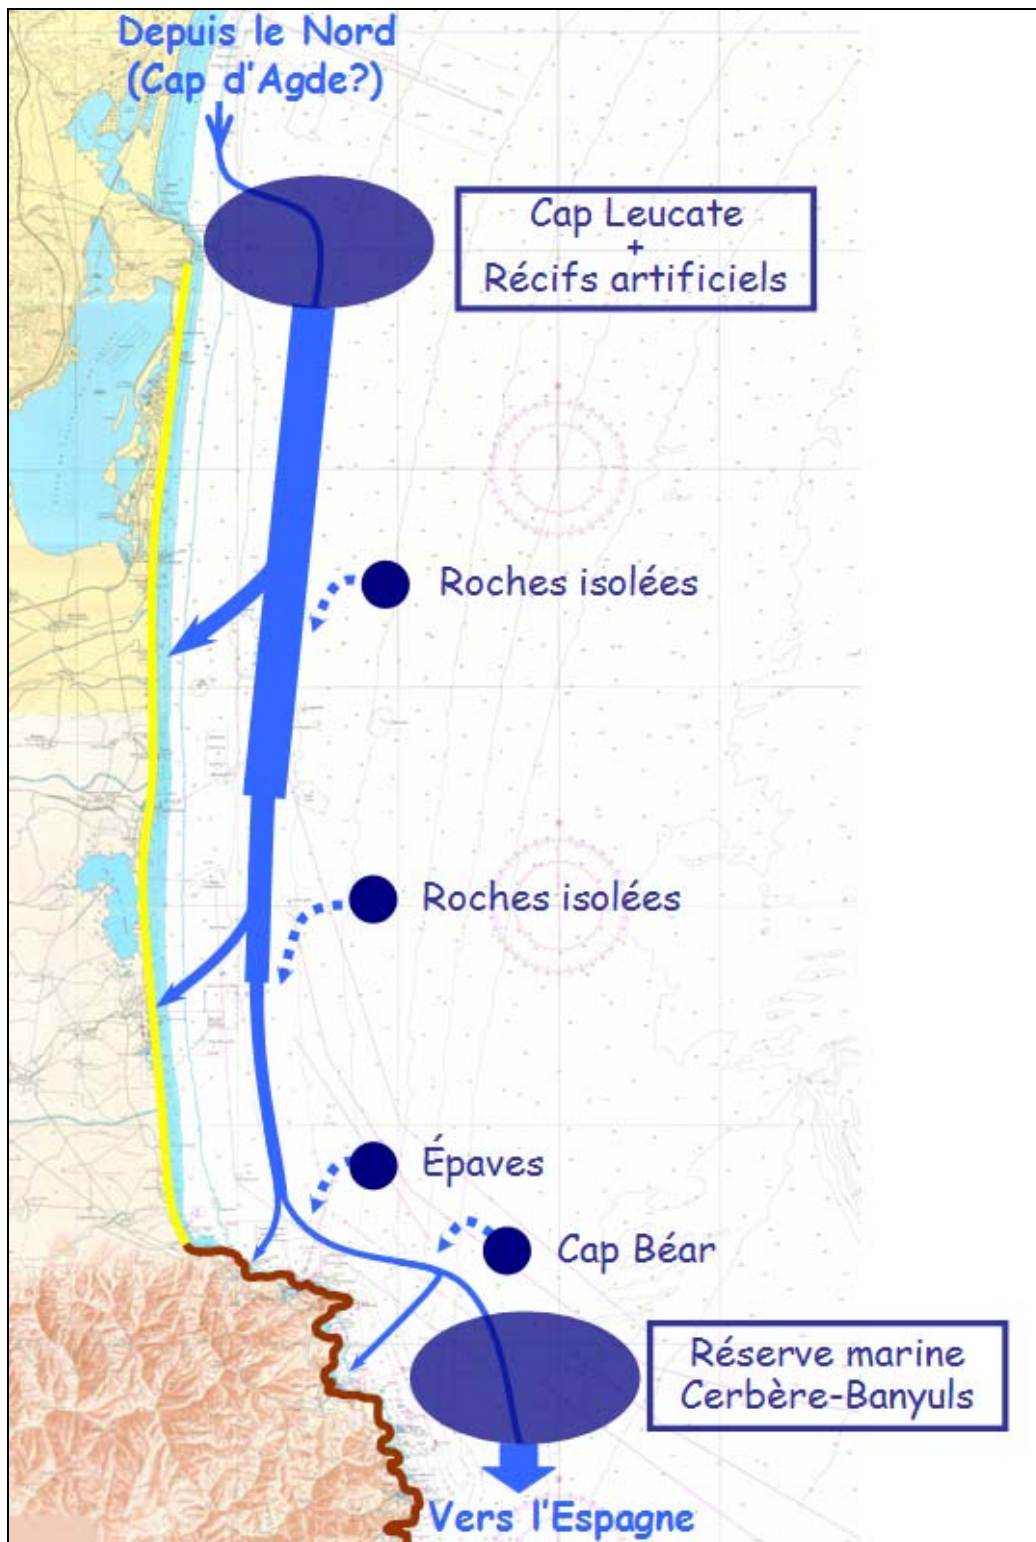 Depuis le Nord
(Cap d'Agde?)
Cap Leucate
+
Récifs artificiels
Roches isolées
Roches isolées
Épaves
Cap Béar
Réserve marine
Cerbère-Banyuls
Vers l'Espagne